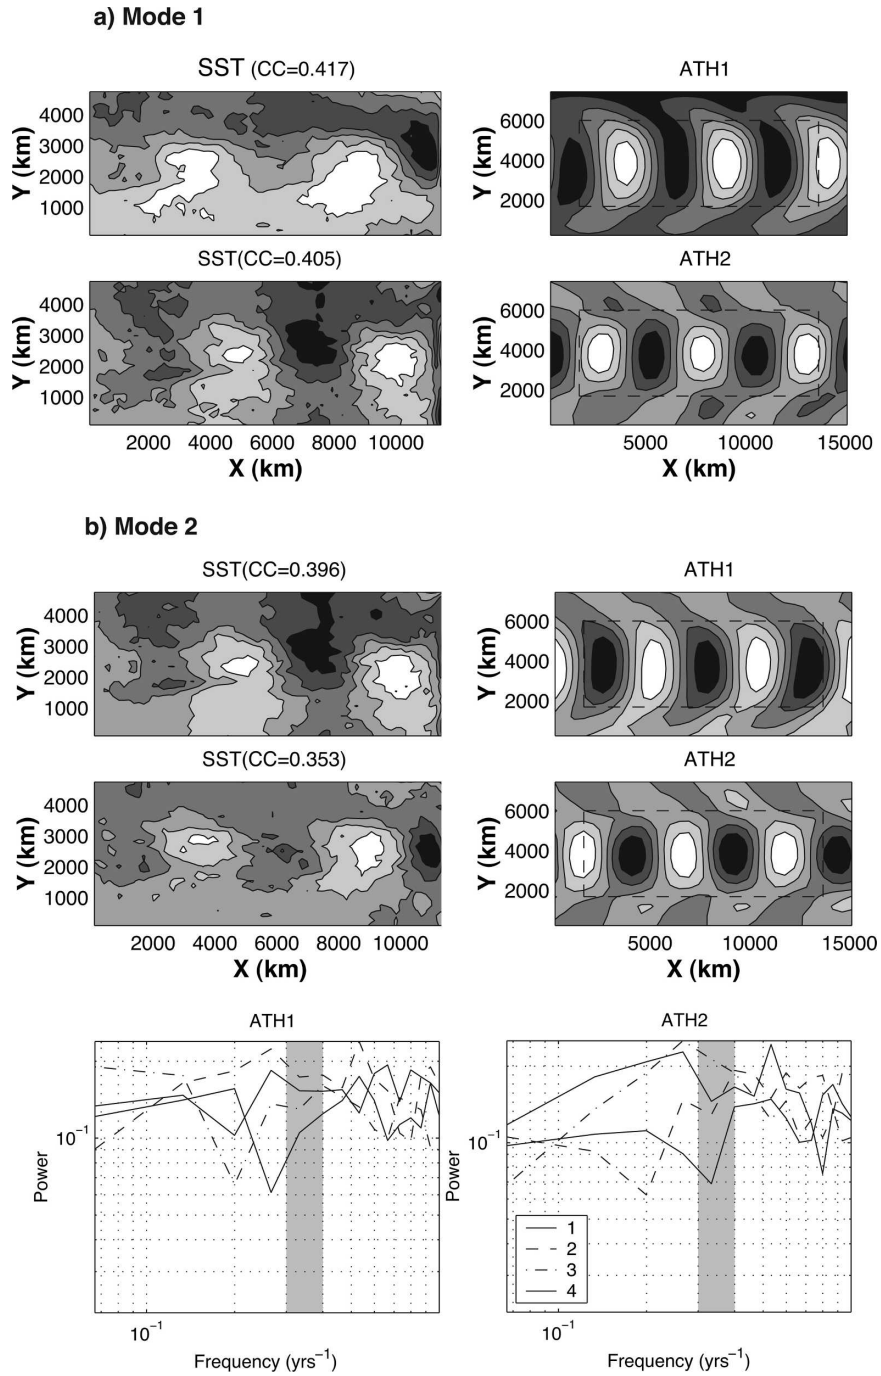 a) Mode 1
SST (CC=0.417)
ATH1
Y (km)
4000
3000
2000
1000
Y (km)
6000
4000
2000
SST(CC=0.405)
ATH2
Y (km)
4000
3000
2000
1000
Y (km)
6000
4000
2000
2000 4000 6000 8000 10000
X (km)
5000 10000 15000
X (km)
b) Mode 2
SST(CC=0.396)
ATH1
Y (km)
4000
3000
2000
1000
Y (km)
6000
4000
2000
SST(CC=0.353)
ATH2
Y (km)
4000
3000
2000
1000
Y (km)
6000
4000
2000
2000 4000 6000 8000 10000
X (km)
5000 10000 15000
X (km)
ATH1
Power
10⁻¹
10⁻¹
Frequency (yrs⁻¹)
ATH2
Power
10⁻¹
1
2
3
4
10⁻¹
Frequency (yrs⁻¹)